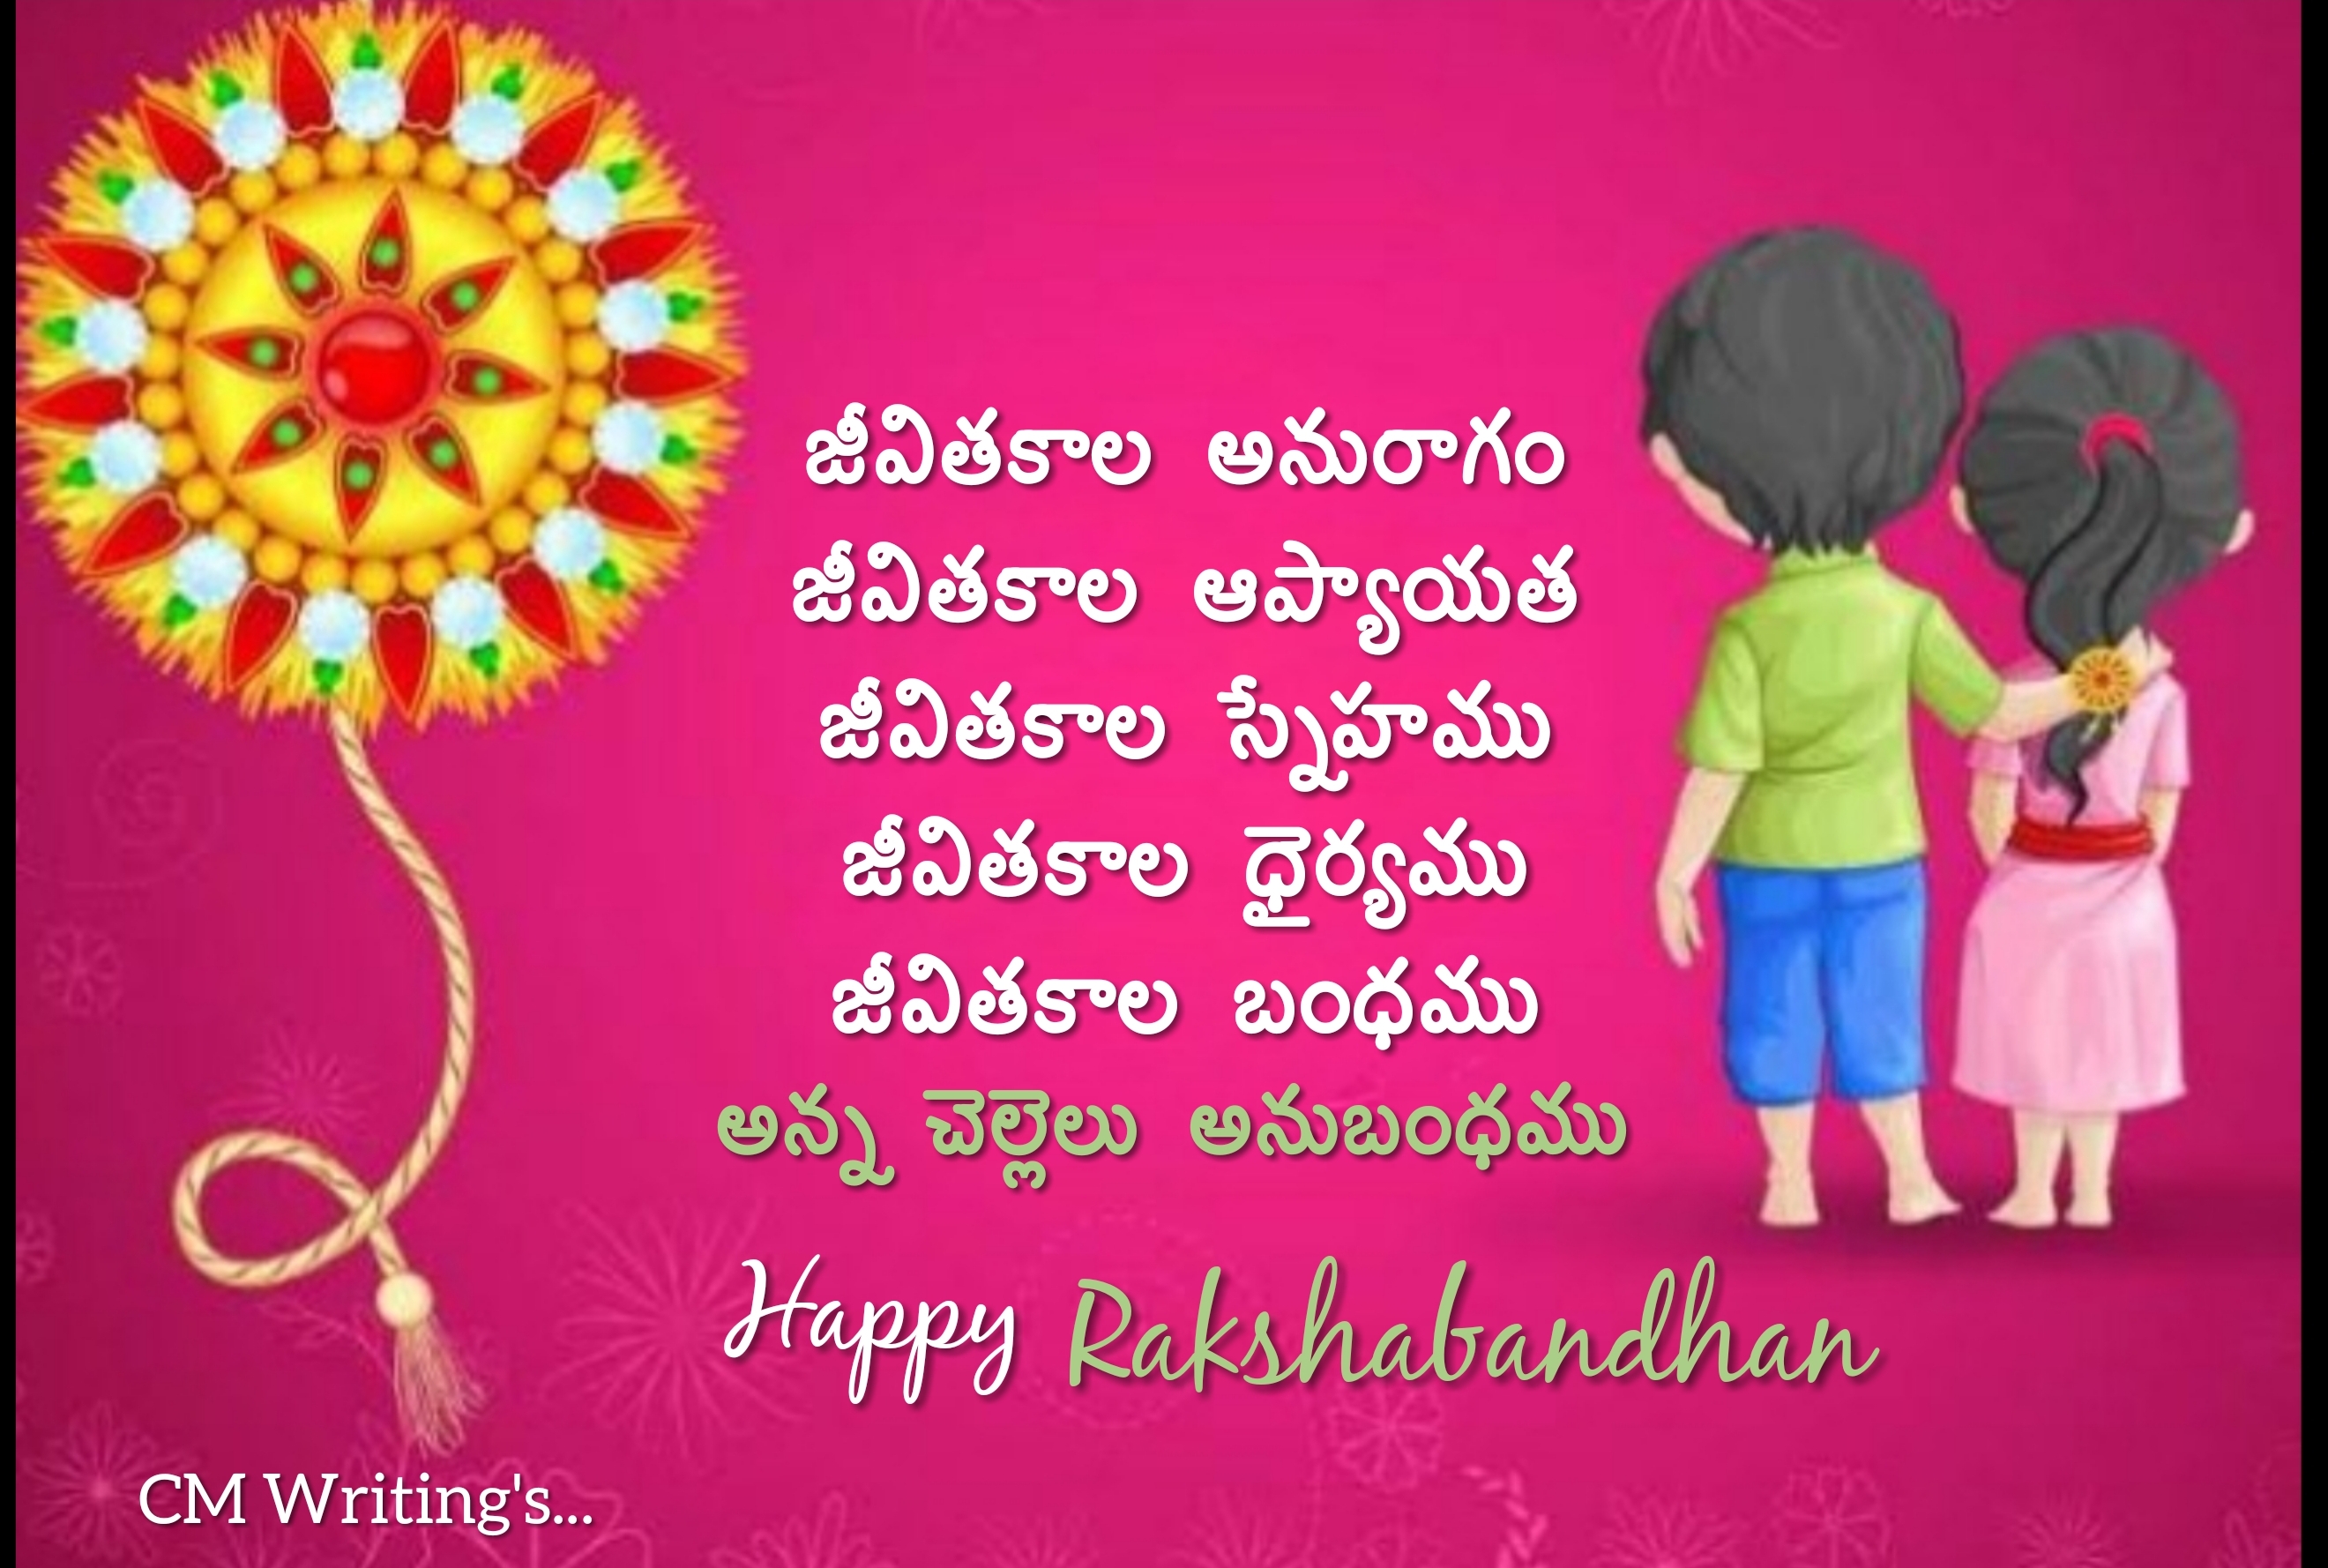 జీవితకాల అనురాగం
జీవితకాల ఆప్యాయత
జీవితకాల స్నేహము
జీవితకాల ధైర్యము
జీవితకాల బంధము
అన్న చెల్లెలు అనుబంధము
Happy Rakshabandhan
CM Writing's...